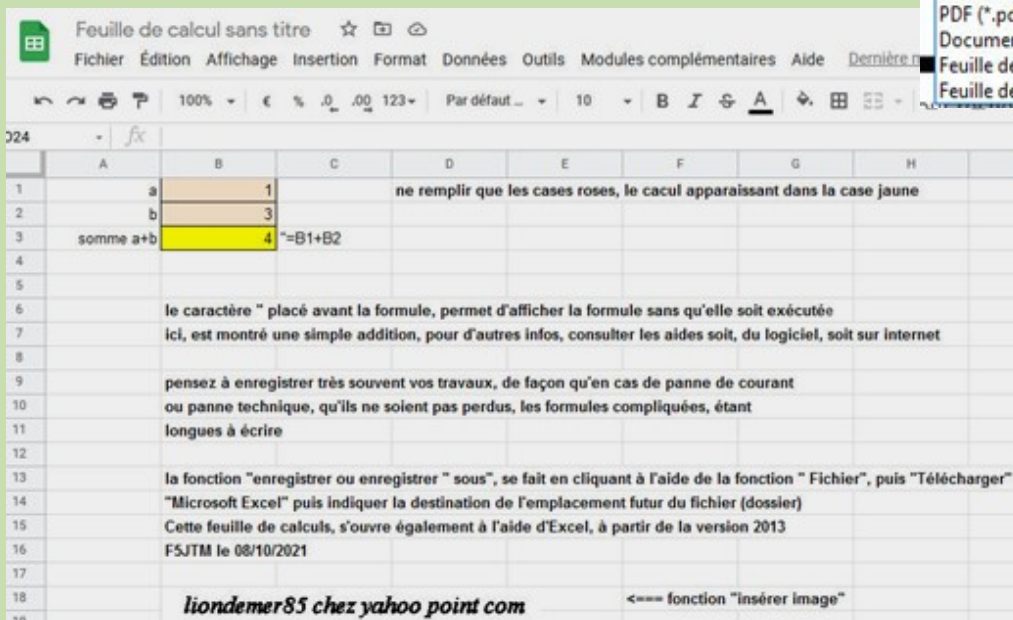 Feuille de calcul sans titre
PDF (*.pd
Documen
Feuille de
Feuille de
Fichier Édition Affichage Insertion Format Données Outils Modules complémentaires Aide Dernière
100% € % .0 .00 123 Par défaut ... 10 B I S A
024 fx
A B C D E F G H
1 a 1 ne remplir que les cases roses, le cacul apparaissant dans la case jaune
2 b 3
3 somme a+b 4 "=B1+B2
4
5
6 le caractère " placé avant la formule, permet d'afficher la formule sans qu'elle soit exécutée
7 ici, est montré une simple addition, pour d'autres infos, consulter les aides soit, du logiciel, soit sur internet
8
9 pensez à enregistrer très souvent vos travaux, de façon qu'en cas de panne de courant
10 ou panne technique, qu'ils ne soient pas perdus, les formules compliquées, étant
11 longues à écrire
12
13 la fonction "enregistrer ou enregistrer " sous", se fait en cliquant à l'aide de la fonction " Fichier", puis "Télécharger"
14 "Microsoft Excel" puis indiquer la destination de l'emplacement futur du fichier (dossier)
15 Cette feuille de calculs, s'ouvre également à l'aide d'Excel, à partir de la version 2013
16 F5JTM le 08/10/2021
17
18 liondemer85 chez yahoo point com <=== fonction "insérer image"